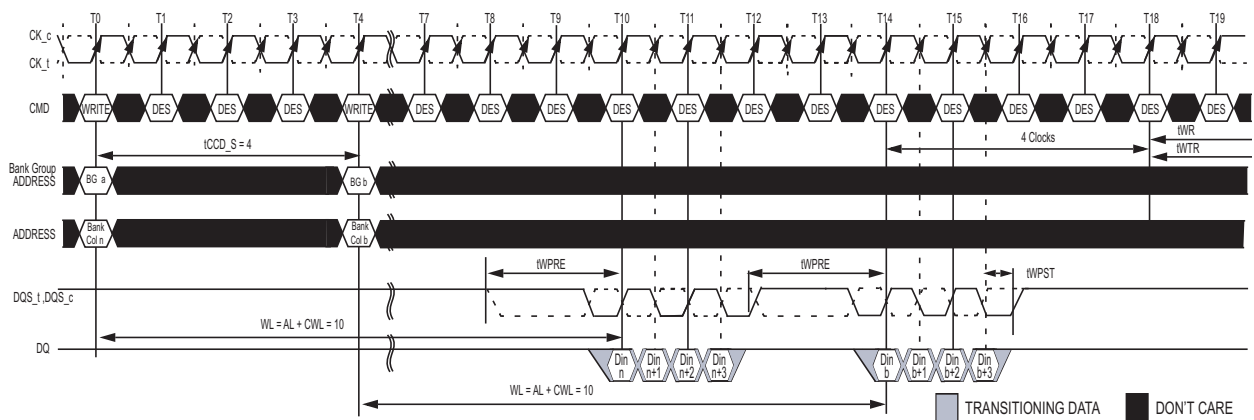 T0 T1 T2 T3 T4 T7 T8 T9 T10 T11 T12 T13 T14 T15 T16 T17 T18 T19
CK_c
CK_t
CMD WRITE DES DES DES WRITE DES DES DES DES DES DES DES DES DES DES DES DES DES
tCCD_S = 4
4 Clocks
tWR
tWTR
Bank Group
ADDRESS
BG a
BG b
ADDRESS
Bank
Col n
Bank
Col b
tWPRE
tWPRE
tWPST
DQS_t ,DQS_c
WL = AL + CWL = 10
DQ
Din
n
Din
n+1
Din
n+2
Din
n+3
Din
b
Din
b+1
Din
b+2
Din
b+3
WL = AL + CWL = 10
TRANSITIONING DATA
DON'T CARE